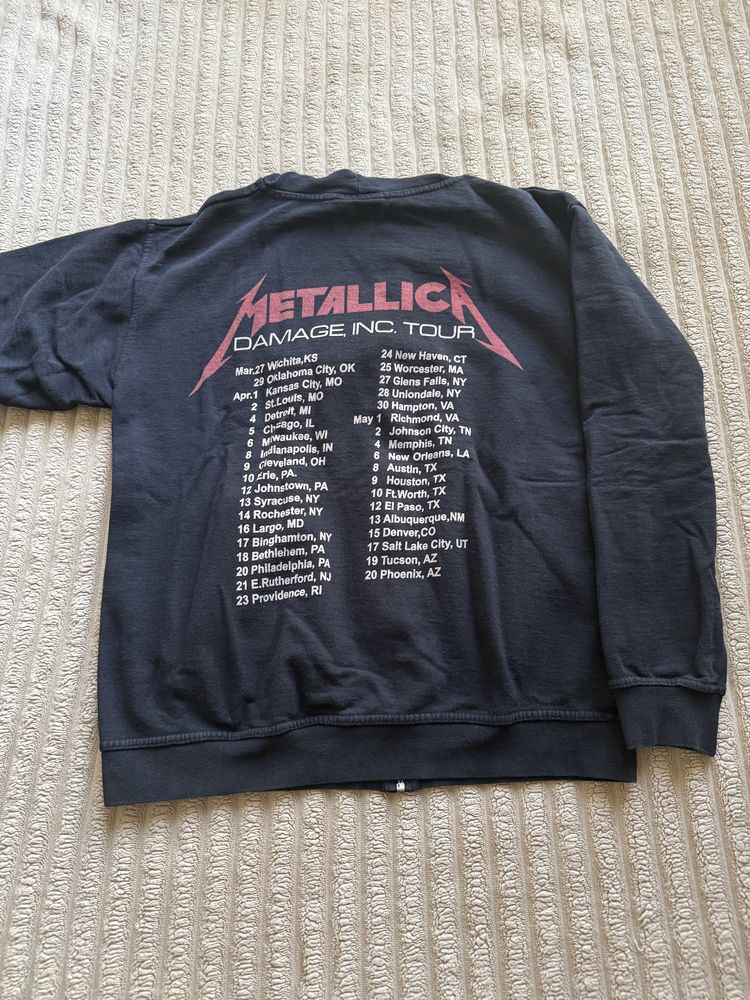 METALLICA
DAMAGE, INC. TOUR
Mar.27 Wichita,KS
29 Oklahoma City, OK
Apr.1 Kansas City, MO
2 St.Louis, MO
4 Detroit, MI
5 Chicago, IL
6 Milwaukee, WI
8 Indianapolis, IN
9 Cleveland, OH
10 Erie, PA.
12 Johnstown, PA
13 Syracuse, NY
14 Rochester, NY
16 Largo, MD
17 Binghamton, NY
18 Bethlehem, PA
20 Philadelphia, PA
21 E.Rutherford, NJ
23 Providence, RI
24 New Haven, CT
25 Worcester, MA
27 Glens Falls, NY
28 Uniondale, NY
30 Hampton, VA
May 1 Richmond, VA
2 Johnson City, TN
4 Memphis, TN
6 New Orleans, LA
8 Austin, TX
9 Houston, TX
10 Ft.Worth, TX
12 El Paso, TX
13 Albuquerque,NM
15 Denver,CO
17 Salt Lake City, UT
19 Tucson, AZ
20 Phoenix, AZ